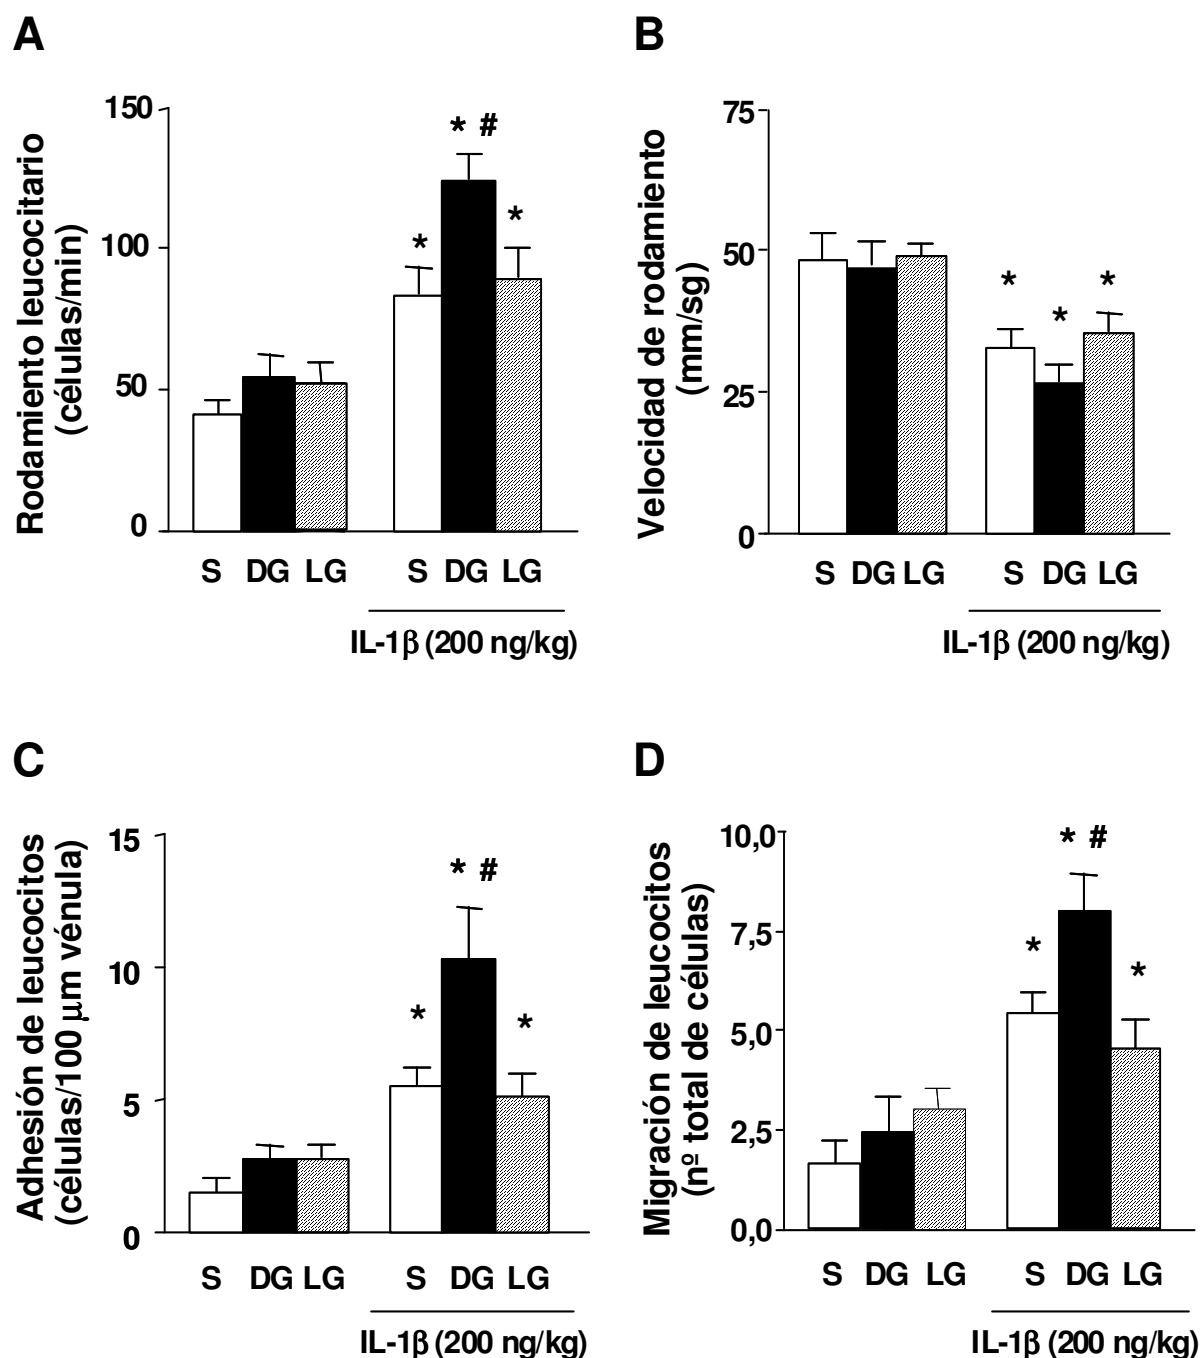 A
Rodamiento leucocitario
(células/min)
150
100
50
0
* #
*
*
S DG LG S DG LG
IL-1β (200 ng/kg)
B
Velocidad de rodamiento
(mm/sg)
75
50
25
0
*
*
*
S DG LG S DG LG
IL-1β (200 ng/kg)
C
Adhesión de leucocitos
(células/100 μm vénula)
15
10
5
0
* #
*
*
S DG LG S DG LG
IL-1β (200 ng/kg)
D
Migración de leucocitos
(nº total de células)
10,0
7,5
5,0
2,5
0,0
* #
*
*
S DG LG S DG LG
IL-1β (200 ng/kg)